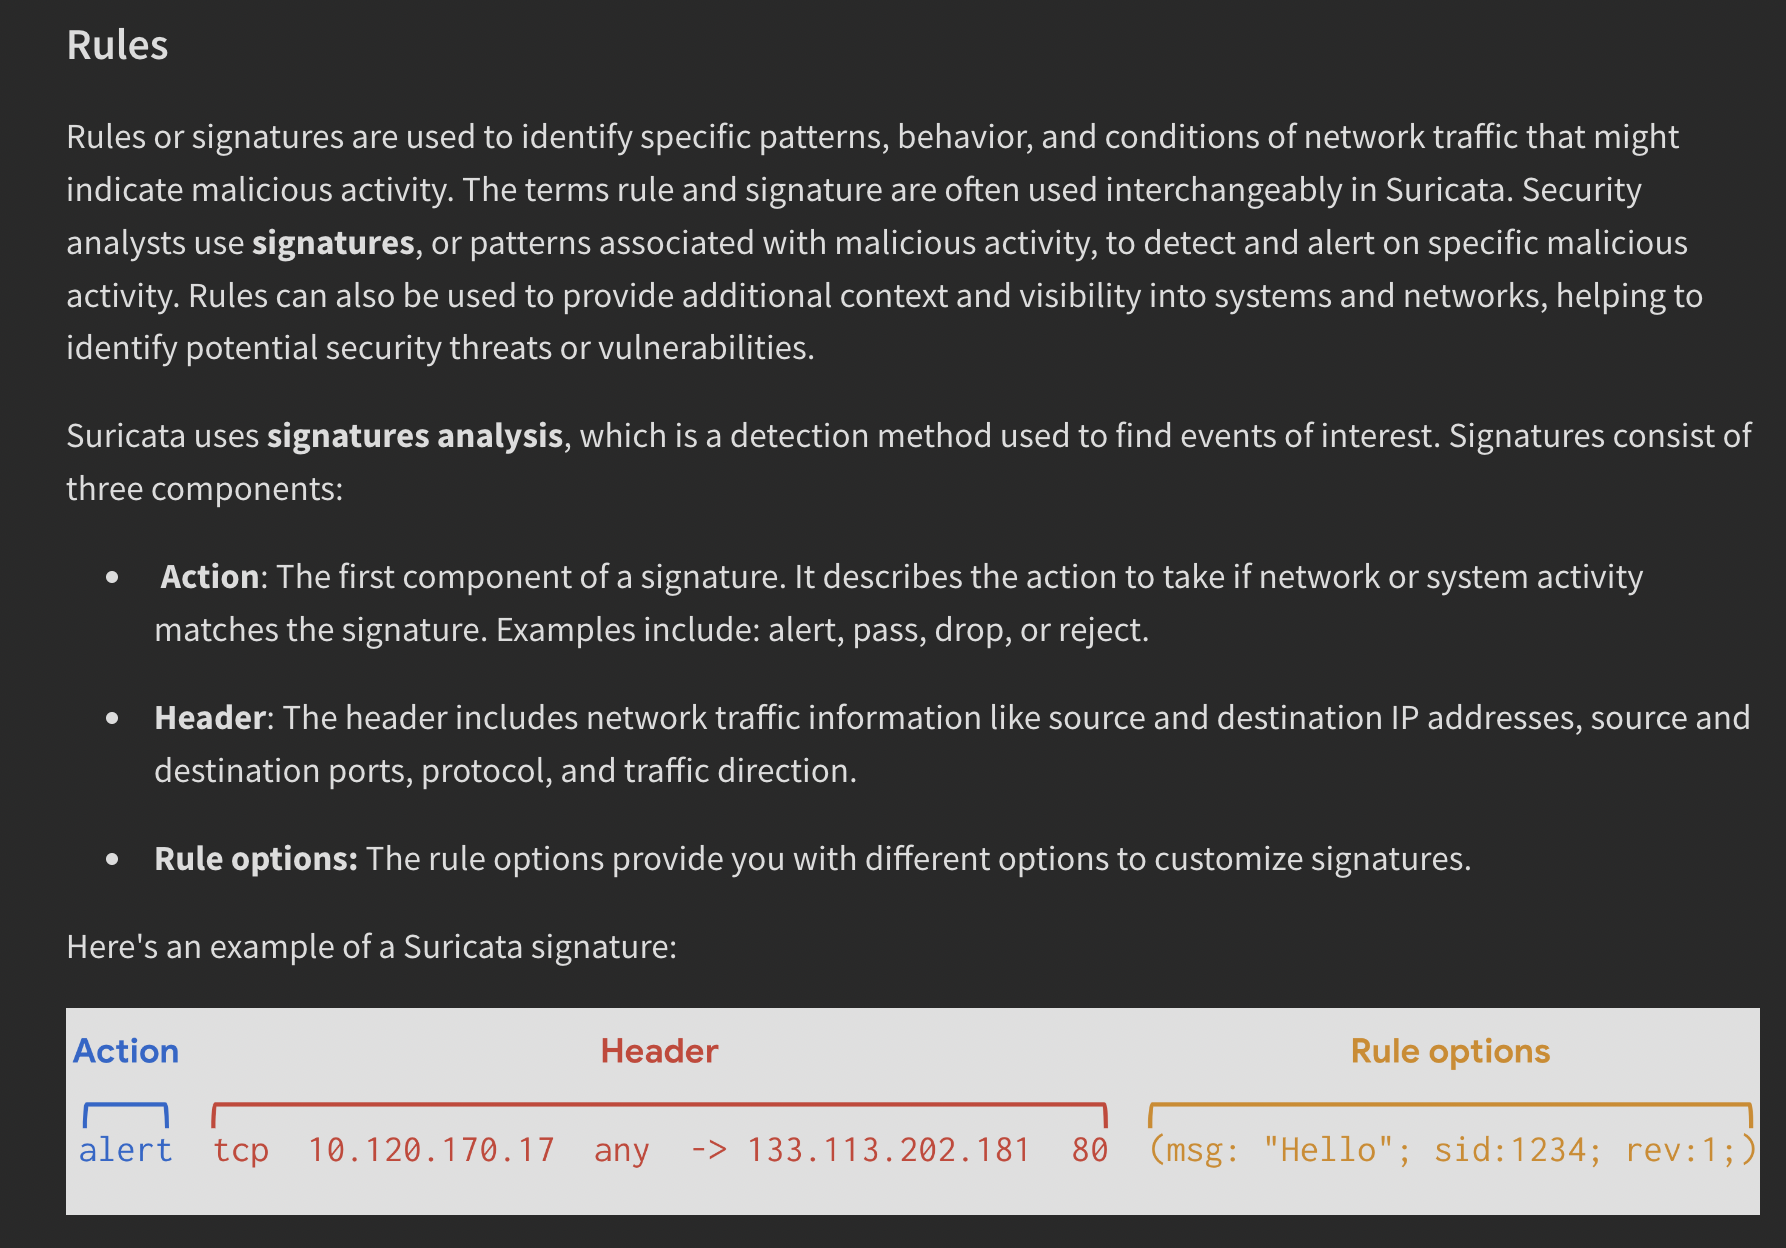 Rules
Rules or signatures are used to identify specific patterns, behavior, and conditions of network traffic that might
indicate malicious activity. The terms rule and signature are often used interchangeably in Suricata. Security
analysts use signatures, or patterns associated with malicious activity, to detect and alert on specific malicious
activity. Rules can also be used to provide additional context and visibility into systems and networks, helping to
identify potential security threats or vulnerabilities.
Suricata uses signatures analysis, which is a detection method used to find events of interest. Signatures consist of
three components:
• Action: The first component of a signature. It describes the action to take if network or system activity
matches the signature. Examples include: alert, pass, drop, or reject.
• Header: The header includes network traffic information like source and destination IP addresses, source and
destination ports, protocol, and traffic direction.
• Rule options: The rule options provide you with different options to customize signatures.
Here's an example of a Suricata signature:
Action Header Rule options
alert tcp 10.120.170.17 any -> 133.113.202.181 80 (msg: "Hello"; sid:1234; rev:1;)